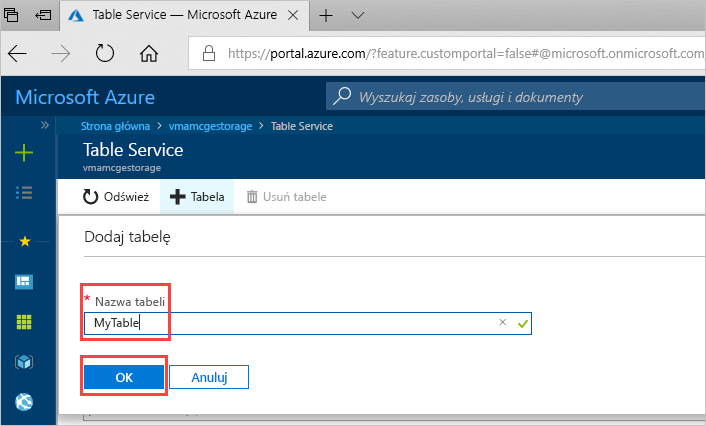 Table Service — Microsoft Azure
https://portal.azure.com/?feature.customportal=false#@microsoft.onmicrosoft.com
Microsoft Azure
Wyszukaj zasoby, usługi i dokumenty
Strona główna > vmamcgestorage > Table Service
Table Service
vmamcgestorage
Odśwież
Tabela
Usuń tabele
Dodaj tabelę
* Nazwa tabeli
MyTable
OK
Anuluj